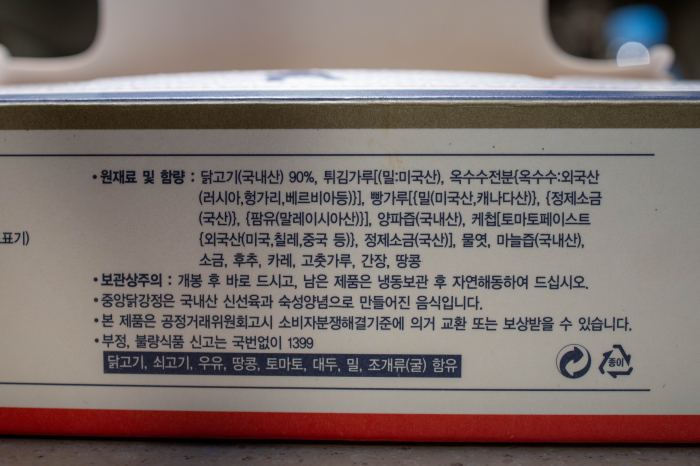 •원재료 및 함량 : 닭고기(국내산) 90%, 튀김가루[{밀:미국산), 옥수수전분{옥수수:외국산
(러시아,헝가리,베르비아등)}], 빵가루[{밀(미국산,캐나다산)}, {정제소금
(국산)}, {팜유(말레이시아산)}], 양파즙(국내산), 케첩[토마토페이스트
{외국산(미국,칠레,중국 등)}, 정제소금(국산)], 물엿, 마늘즙(국내산),
표기)
소금, 후추, 카레, 고춧가루, 간장, 땅콩
•보관상주의 : 개봉 후 바로 드시고, 남은 제품은 냉동보관 후 자연해동하여 드십시오.
•중앙닭강정은 국내산 신선육과 숙성양념으로 만들어진 음식입니다.
•본 제품은 공정거래위원회고시 소비자분쟁해결기준에 의거 교환 또는 보상받을 수 있습니다.
•부정, 불량식품 신고는 국번없이 1399
닭고기, 쇠고기, 우유, 땅콩, 토마토, 대두, 밀, 조개류(굴) 함유
종이